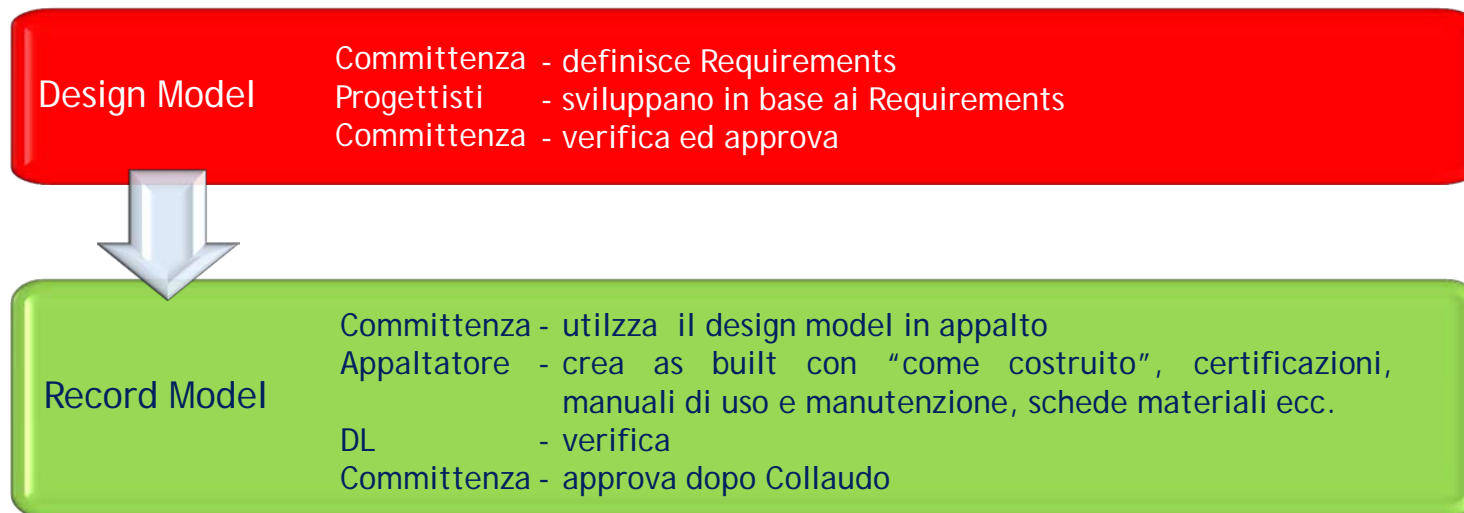 Design Model
Committenza - definisce Requirements
Progettisti - sviluppano in base ai Requirements
Committenza - verifica ed approva
Record Model
Committenza - utilzza il design model in appalto
Appaltatore - crea as built con “come costruito”, certificazioni,
manuali di uso e manutenzione, schede materiali ecc.
DL - verifica
Committenza - approva dopo Collaudo